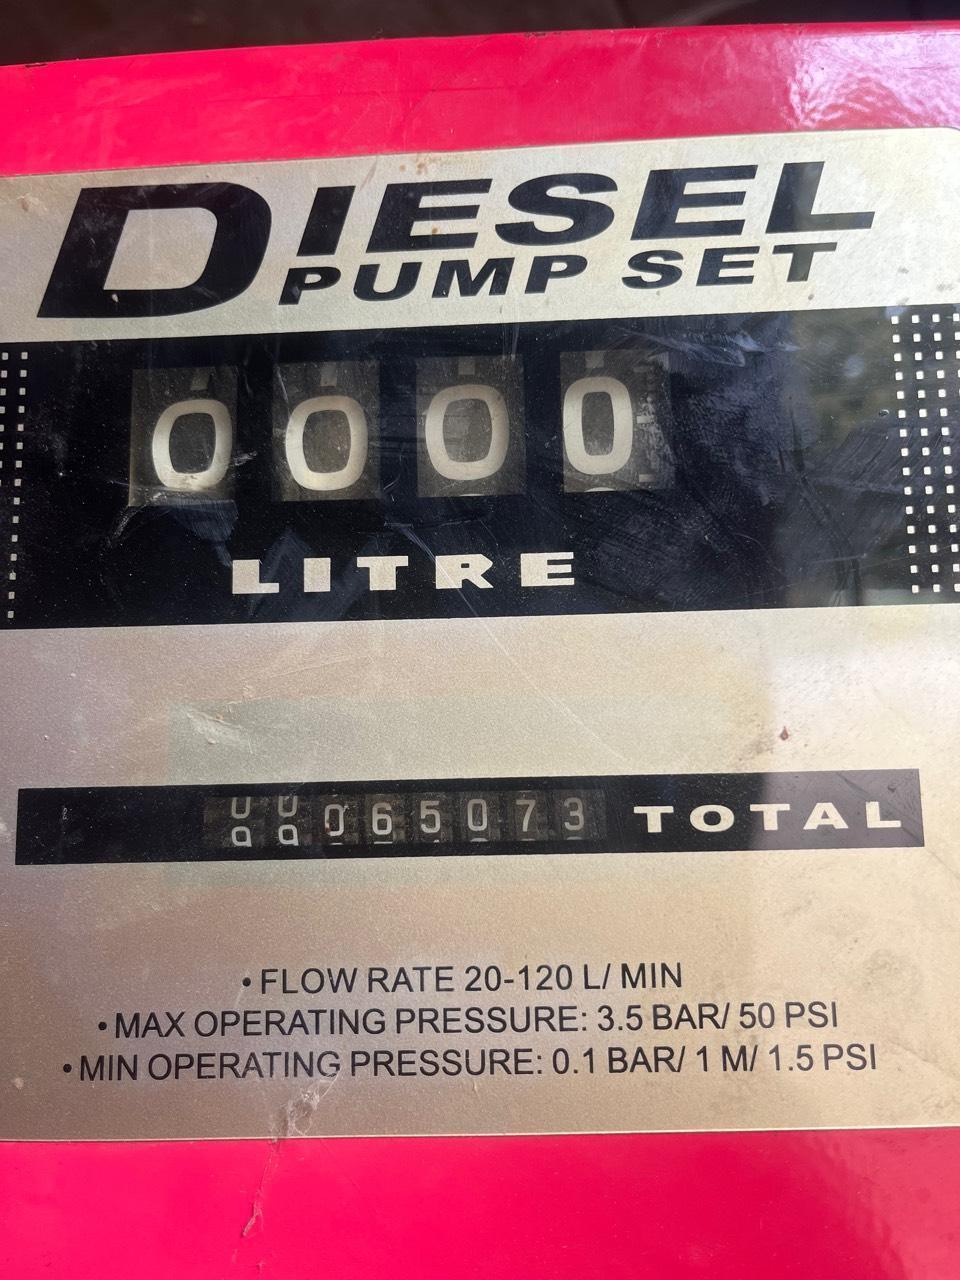 DIESEL
PUMP SET
0000
LITRE
065073 TOTAL
• FLOW RATE 20-120 L/ MIN
• MAX OPERATING PRESSURE: 3.5 BAR/ 50 PSI
• MIN OPERATING PRESSURE: 0.1 BAR/ 1 M/ 1.5 PSI